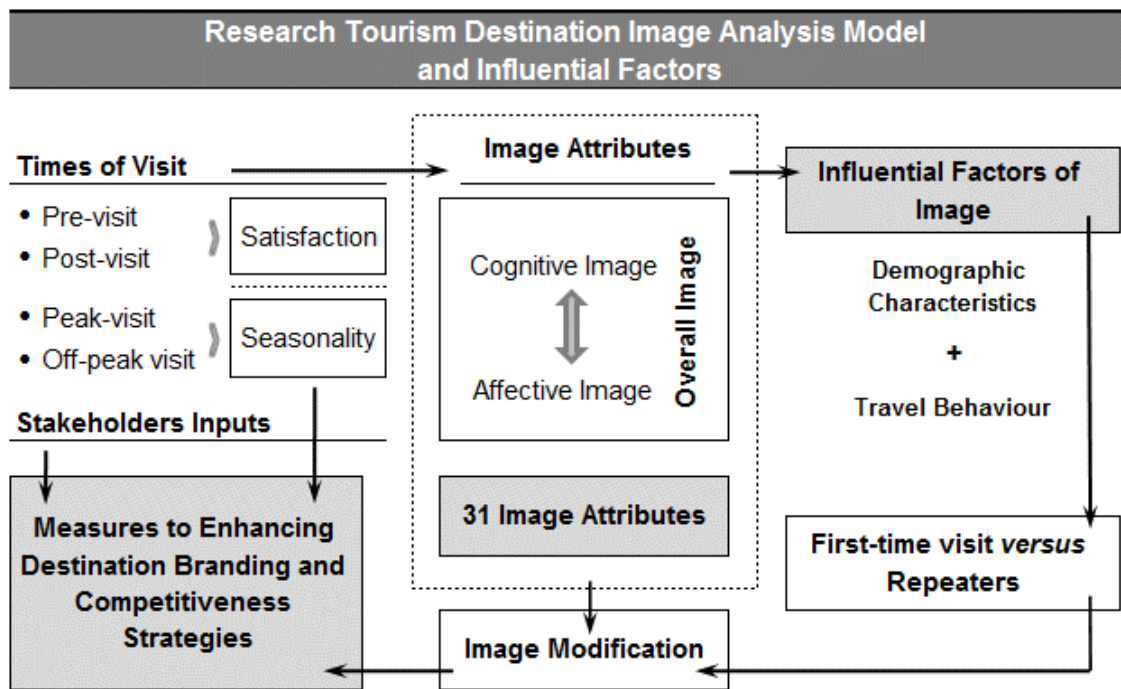 Research Tourism Destination Image Analysis Model
and Influential Factors
Times of Visit
• Pre-visit
• Post-visit
Satisfaction
• Peak-visit
• Off-peak visit
Seasonality
Stakeholders Inputs
Measures to Enhancing
Destination Branding and
Competitiveness
Strategies
Image Attributes
Cognitive Image
Affective Image
Overall Image
31 Image Attributes
Image Modification
Influential Factors of
Image
Demographic
Characteristics
+
Travel Behaviour
First-time visit versus
Repeaters